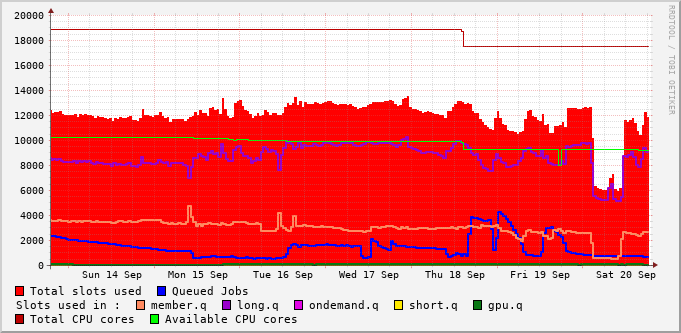 RRDTOOL / TOBI OETIKER
20000
18000
16000
14000
12000
10000
8000
6000
4000
2000
0
Sun 14 Sep Mon 15 Sep Tue 16 Sep Wed 17 Sep Thu 18 Sep Fri 19 Sep Sat 20 Sep
Total slots used Queued Jobs
Slots used in : member.q long.q ondemand.q short.q gpu.q
Total CPU cores Available CPU cores